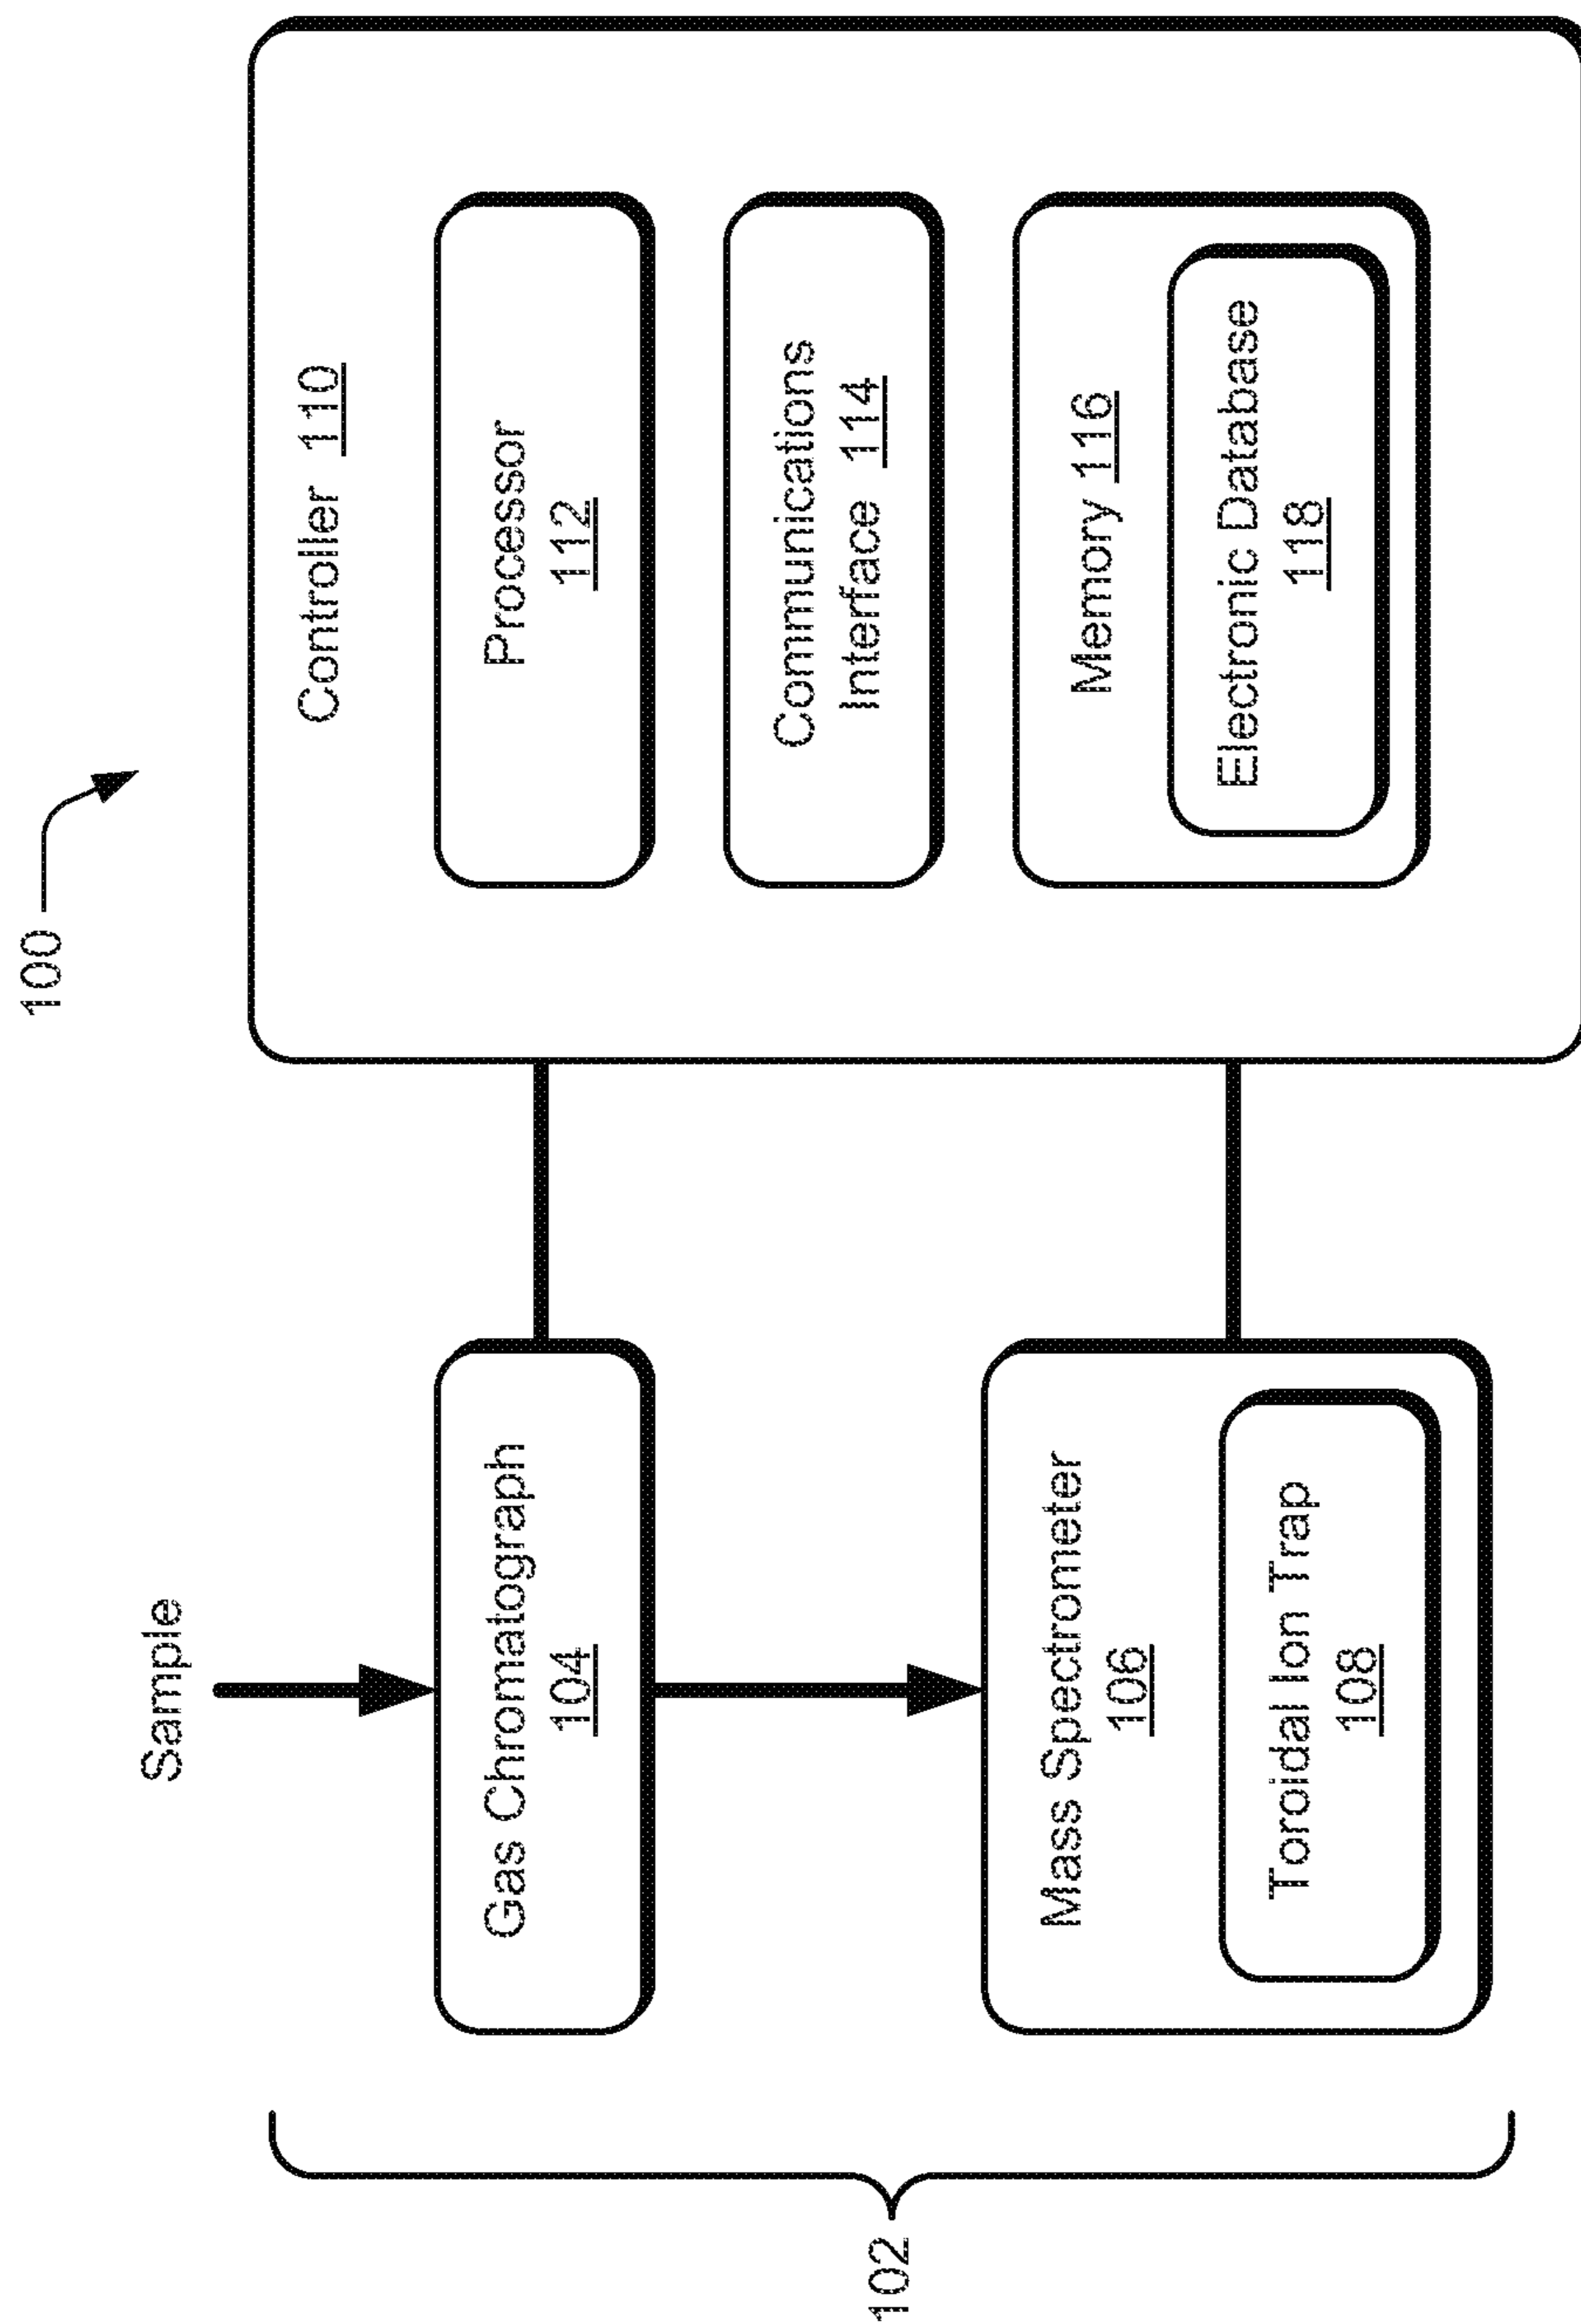 100
Sample
Gas Chromatograph
104
Mass Spectrometer
106
Toroidal Ion Trap
108
102
Controller 110
Processor
112
Communications
Interface 114
Memory 116
Electronic Database
118